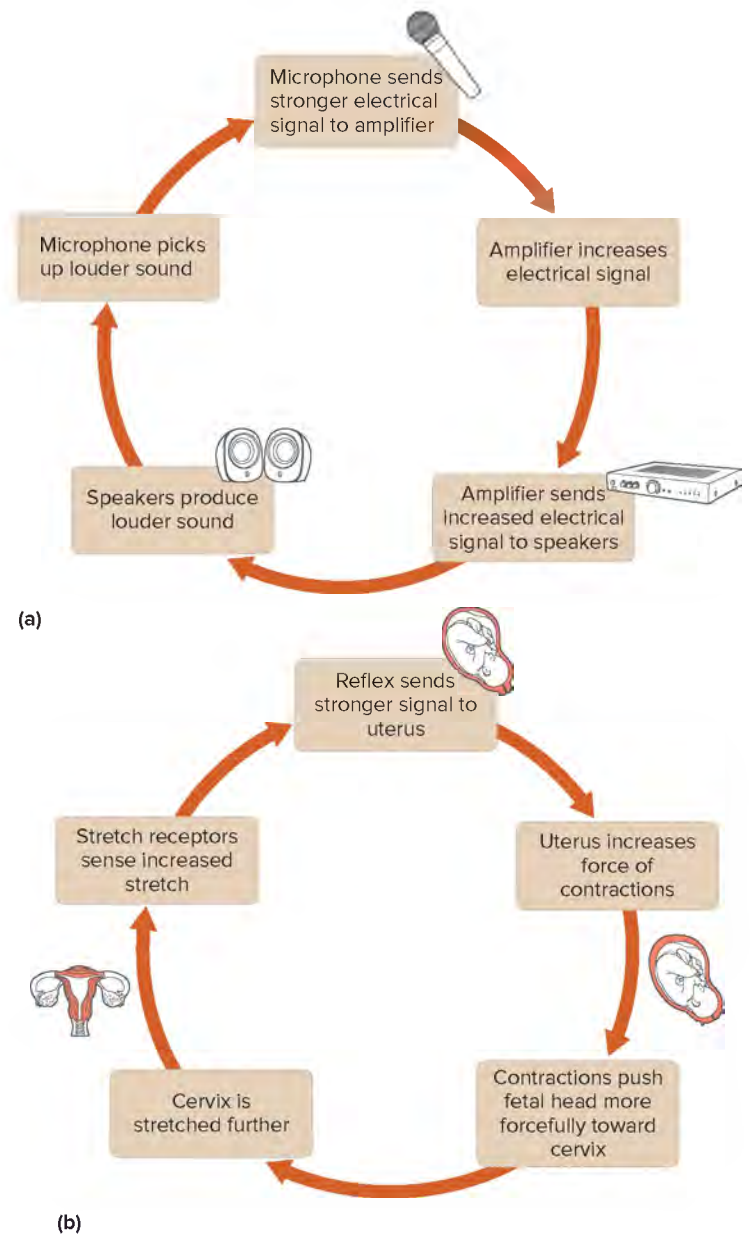 Microphone sends
stronger electrical
signal to amplifier
Amplifier increases
electrical signal
Amplifier sends
increased electrical
signal to speakers
Speakers produce
louder sound
Microphone picks
up louder sound
(a)
Reflex sends
stronger signal to
uterus
Uterus increases
force of
contractions
Contractions push
fetal head more
forcefully toward
cervix
Cervix is
stretched further
Stretch receptors
sense increased
stretch
(b)